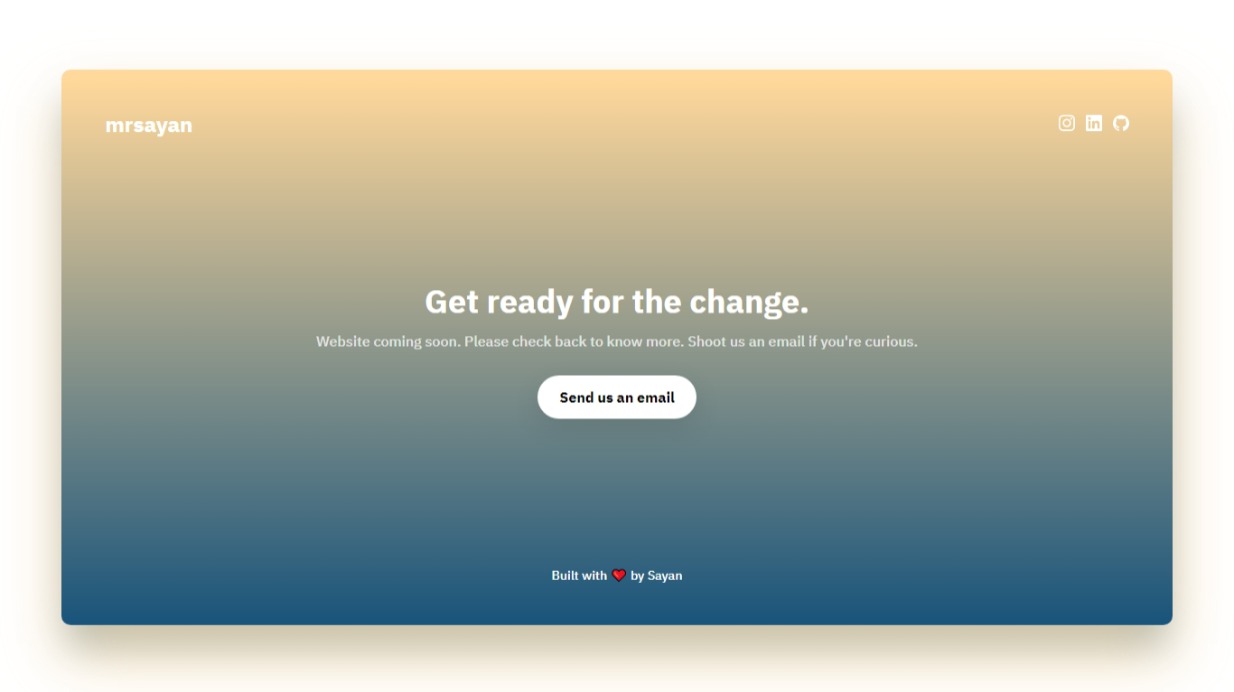 mrsayan
Get ready for the change.
Website coming soon. Please check back to know more. Shoot us an email if you're curious.
Send us an email
Built with ❤️ by Sayan